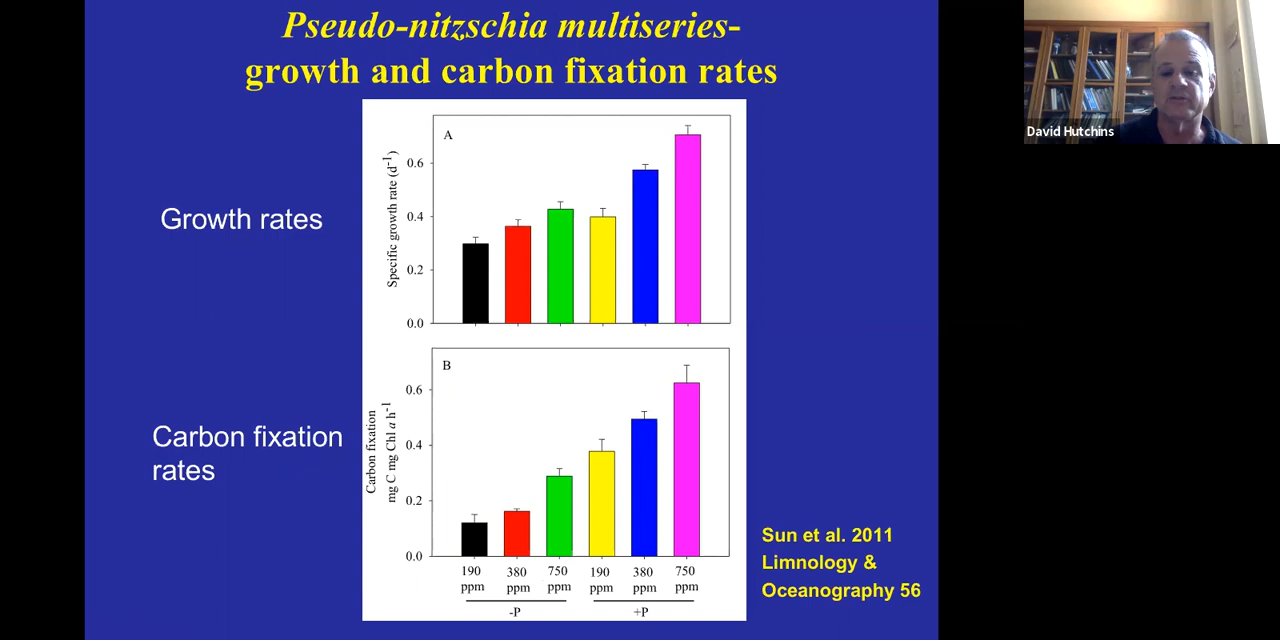 Pseudo-nitzschia multiseries-
growth and carbon fixation rates
David Hutchins
Growth rates
A
Specific growth rate (d-1)
0.6
0.4
0.2
0.0
Carbon fixation
rates
B
Carbon fixation
mg C mg Chl a h-1
0.6
0.4
0.2
0.0
190 380 750 190 380 750
ppm ppm ppm ppm ppm ppm
-P +P
Sun et al. 2011
Limnology &
Oceanography 56